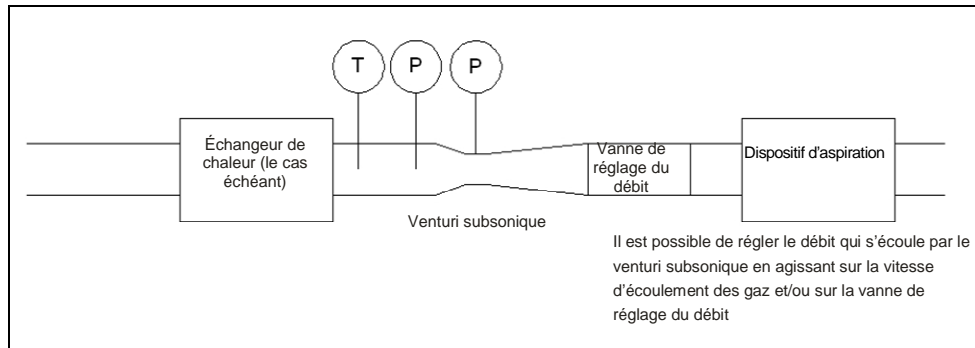 T
P
P
Échangeur de
chaleur (le cas
échéant)
Vanne de
réglage du
débit
Dispositif d'aspiration
Venturi subsonique
Il est possible de régler le débit qui s'écoule par le
venturi subsonique en agissant sur la vitesse
d'écoulement des gaz et/ou sur la vanne de
réglage du débit